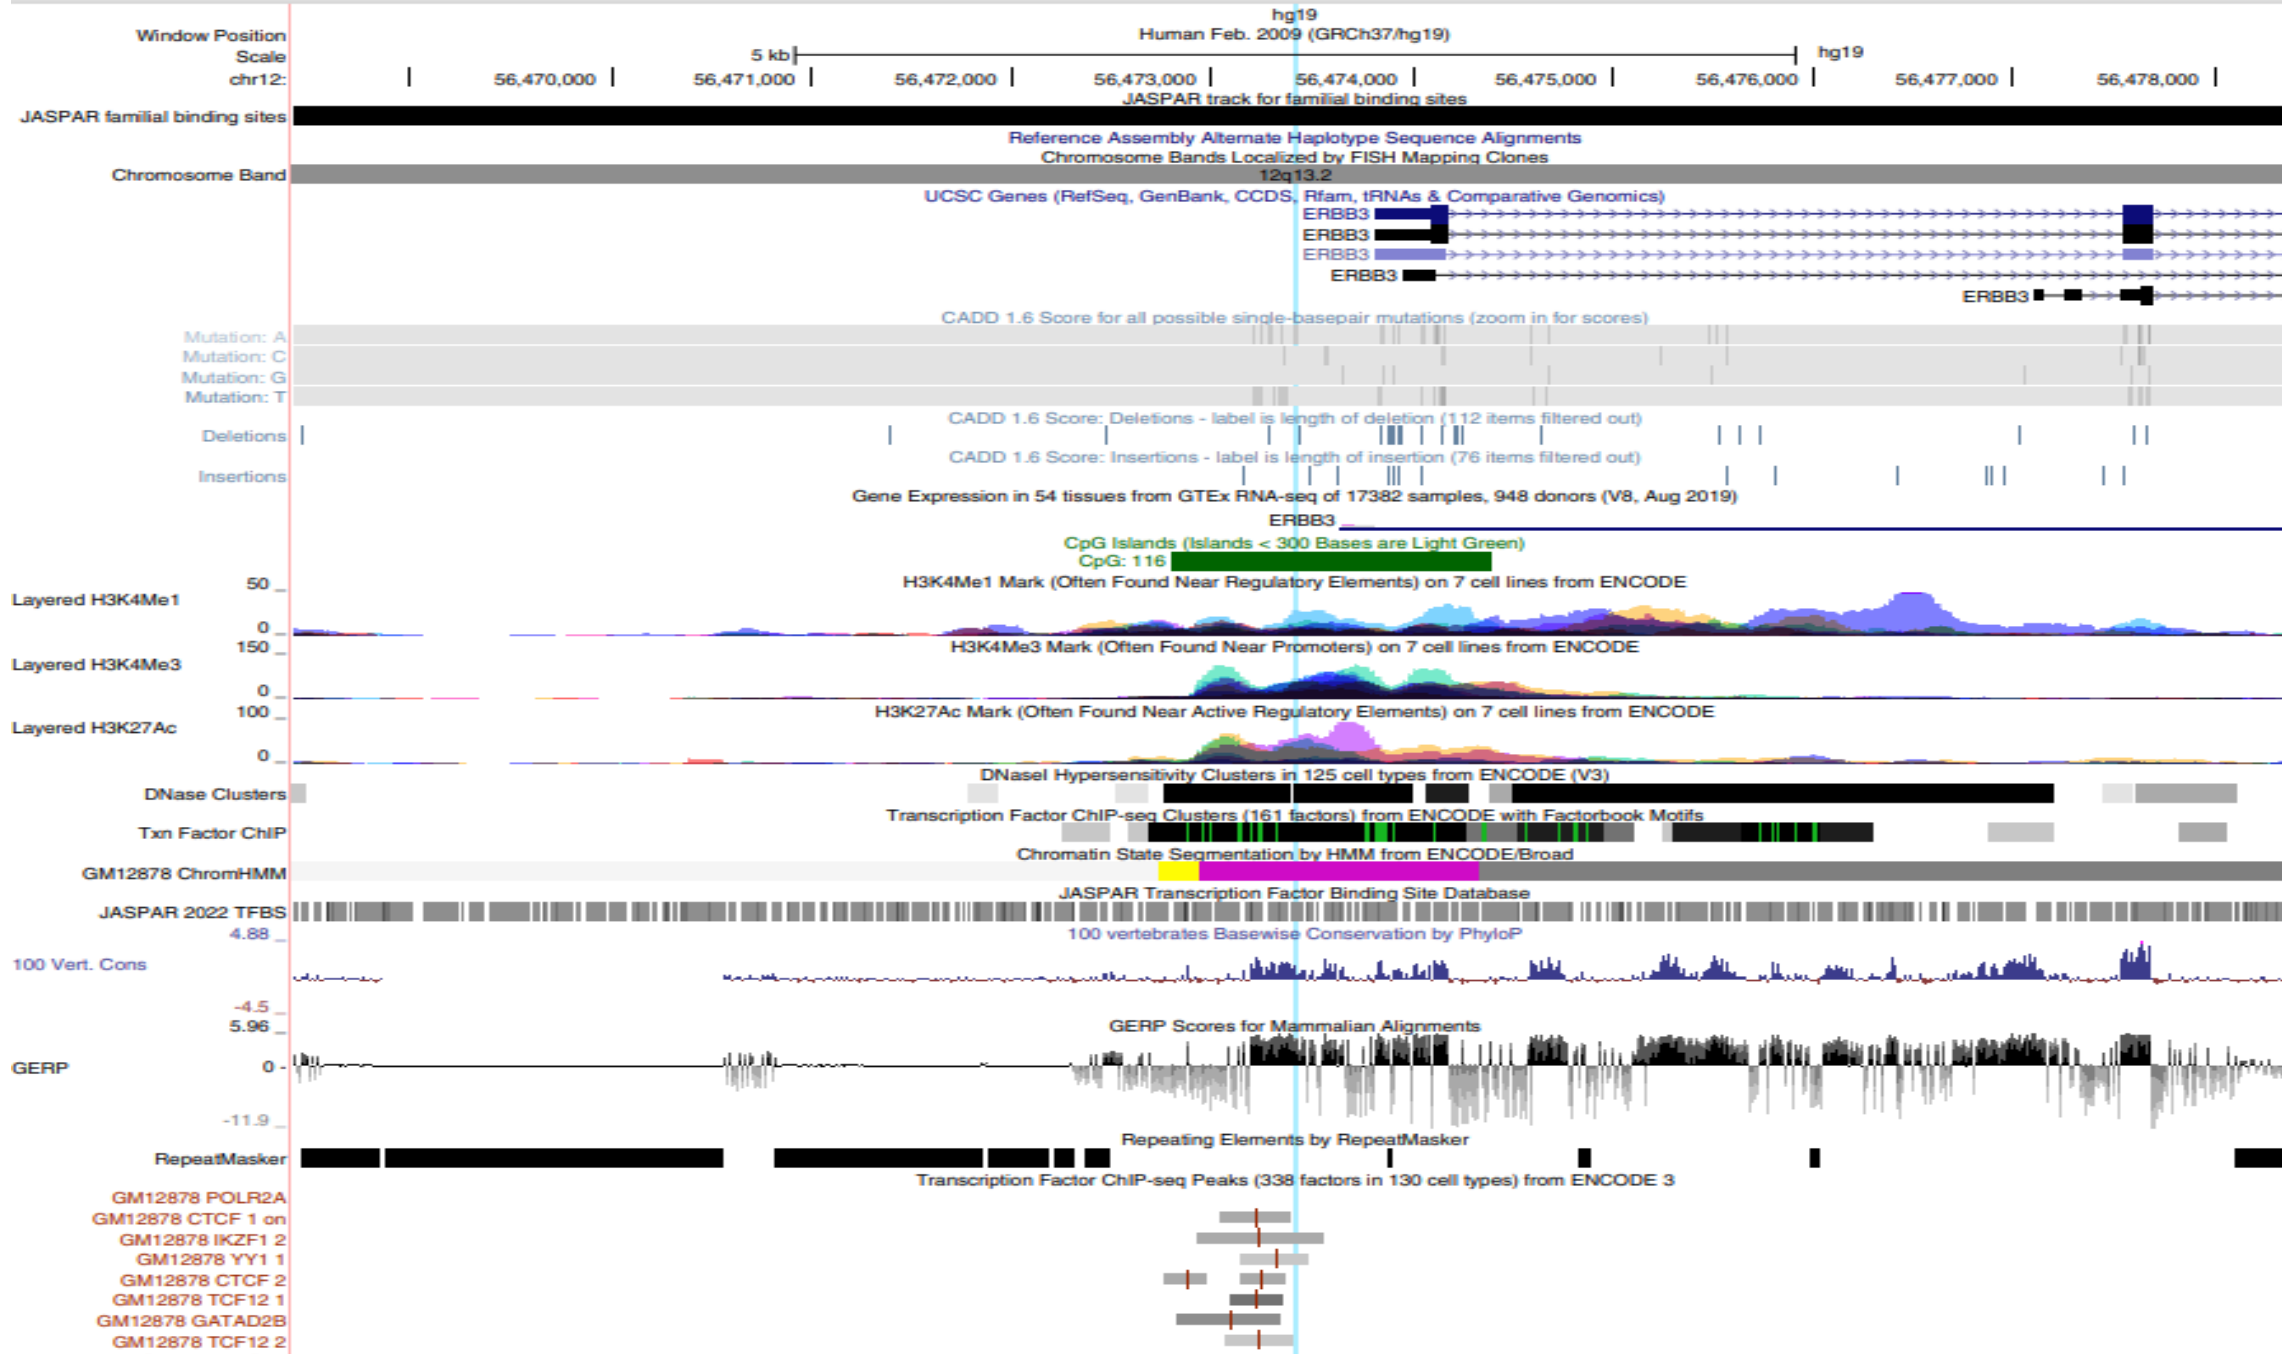 hg19
Window Position Human Feb. 2009 (GRCh37/hg19)
Scale 5 kb hg19
chr12: 56,470,000 56,471,000 56,472,000 56,473,000 56,474,000 56,475,000 56,476,000 56,477,000 56,478,000
JASPAR track for familial binding sites
JASPAR familial binding sites
Reference Assembly Alternate Haplotype Sequence Alignments
Chromosome Bands Localized by FISH Mapping Clones
Chromosome Band 12q13.2
UCSC Genes (RefSeq, GenBank, CCDS, Rfam, tRNAs & Comparative Genomics)
ERBB3
ERBB3
ERBB3
ERBB3
ERBB3
CADD 1.6 Score for all possible single-basepair mutations (zoom in for scores)
Mutation: A
Mutation: C
Mutation: G
Mutation: T
CADD 1.6 Score: Deletions - label is length of deletion (112 items filtered out)
Deletions
CADD 1.6 Score: Insertions - label is length of insertion (76 items filtered out)
Insertions
Gene Expression in 54 tissues from GTEx RNA-seq of 17382 samples, 948 donors (V8, Aug 2019)
ERBB3
CpG Islands (Islands < 300 Bases are Light Green)
CpG: 116
50 _ H3K4Me1 Mark (Often Found Near Regulatory Elements) on 7 cell lines from ENCODE
Layered H3K4Me1
0 _
150 _ H3K4Me3 Mark (Often Found Near Promoters) on 7 cell lines from ENCODE
Layered H3K4Me3
0 _
100 _ H3K27Ac Mark (Often Found Near Active Regulatory Elements) on 7 cell lines from ENCODE
Layered H3K27Ac
0 _
DNaseI Hypersensitivity Clusters in 125 cell types from ENCODE (V3)
DNase Clusters
Transcription Factor ChIP-seq Clusters (161 factors) from ENCODE with Factorbook Motifs
Txn Factor ChIP
Chromatin State Segmentation by HMM from ENCODE/Broad
GM12878 ChromHMM
JASPAR Transcription Factor Binding Site Database
JASPAR 2022 TFBS
4.88 _ 100 vertebrates Basewise Conservation by PhyloP
100 Vert. Cons
-4.5 _
5.96 _ GERP Scores for Mammalian Alignments
GERP 0 -
-11.9 _
Repeating Elements by RepeatMasker
RepeatMasker
Transcription Factor ChIP-seq Peaks (338 factors in 130 cell types) from ENCODE 3
GM12878 POLR2A
GM12878 CTCF 1 on
GM12878 IKZF1 2
GM12878 YY1 1
GM12878 CTCF 2
GM12878 TCF12 1
GM12878 GATAD2B
GM12878 TCF12 2